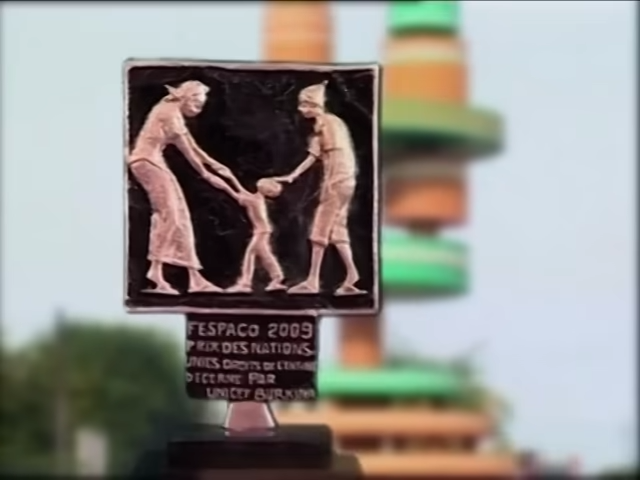 FESPACO 2009
PRIX DES NATIONS-
UNIES DROITS DE L'ENFANT
DECERNE PAR
UNICEF BURKINA